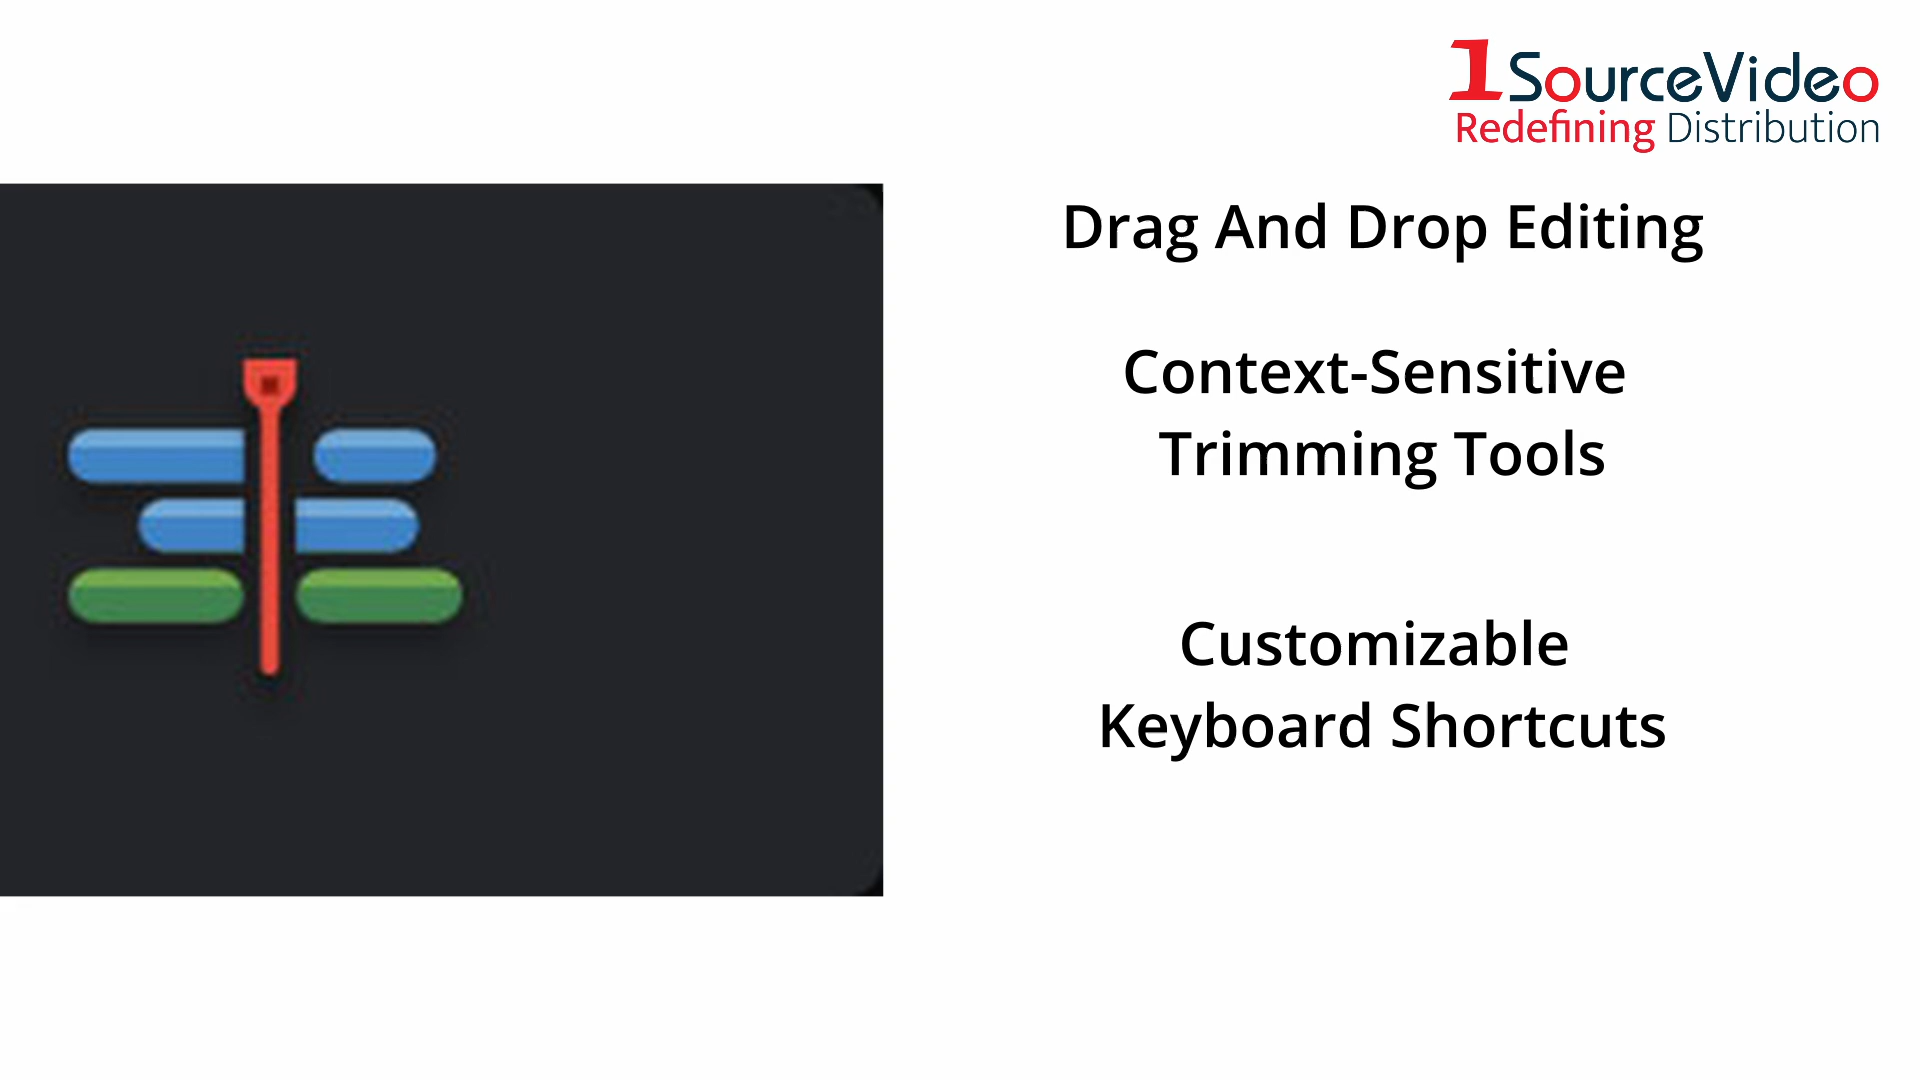 1SourceVideo
Redefining Distribution
Drag And Drop Editing
Context-Sensitive
Trimming Tools
Customizable
Keyboard Shortcuts